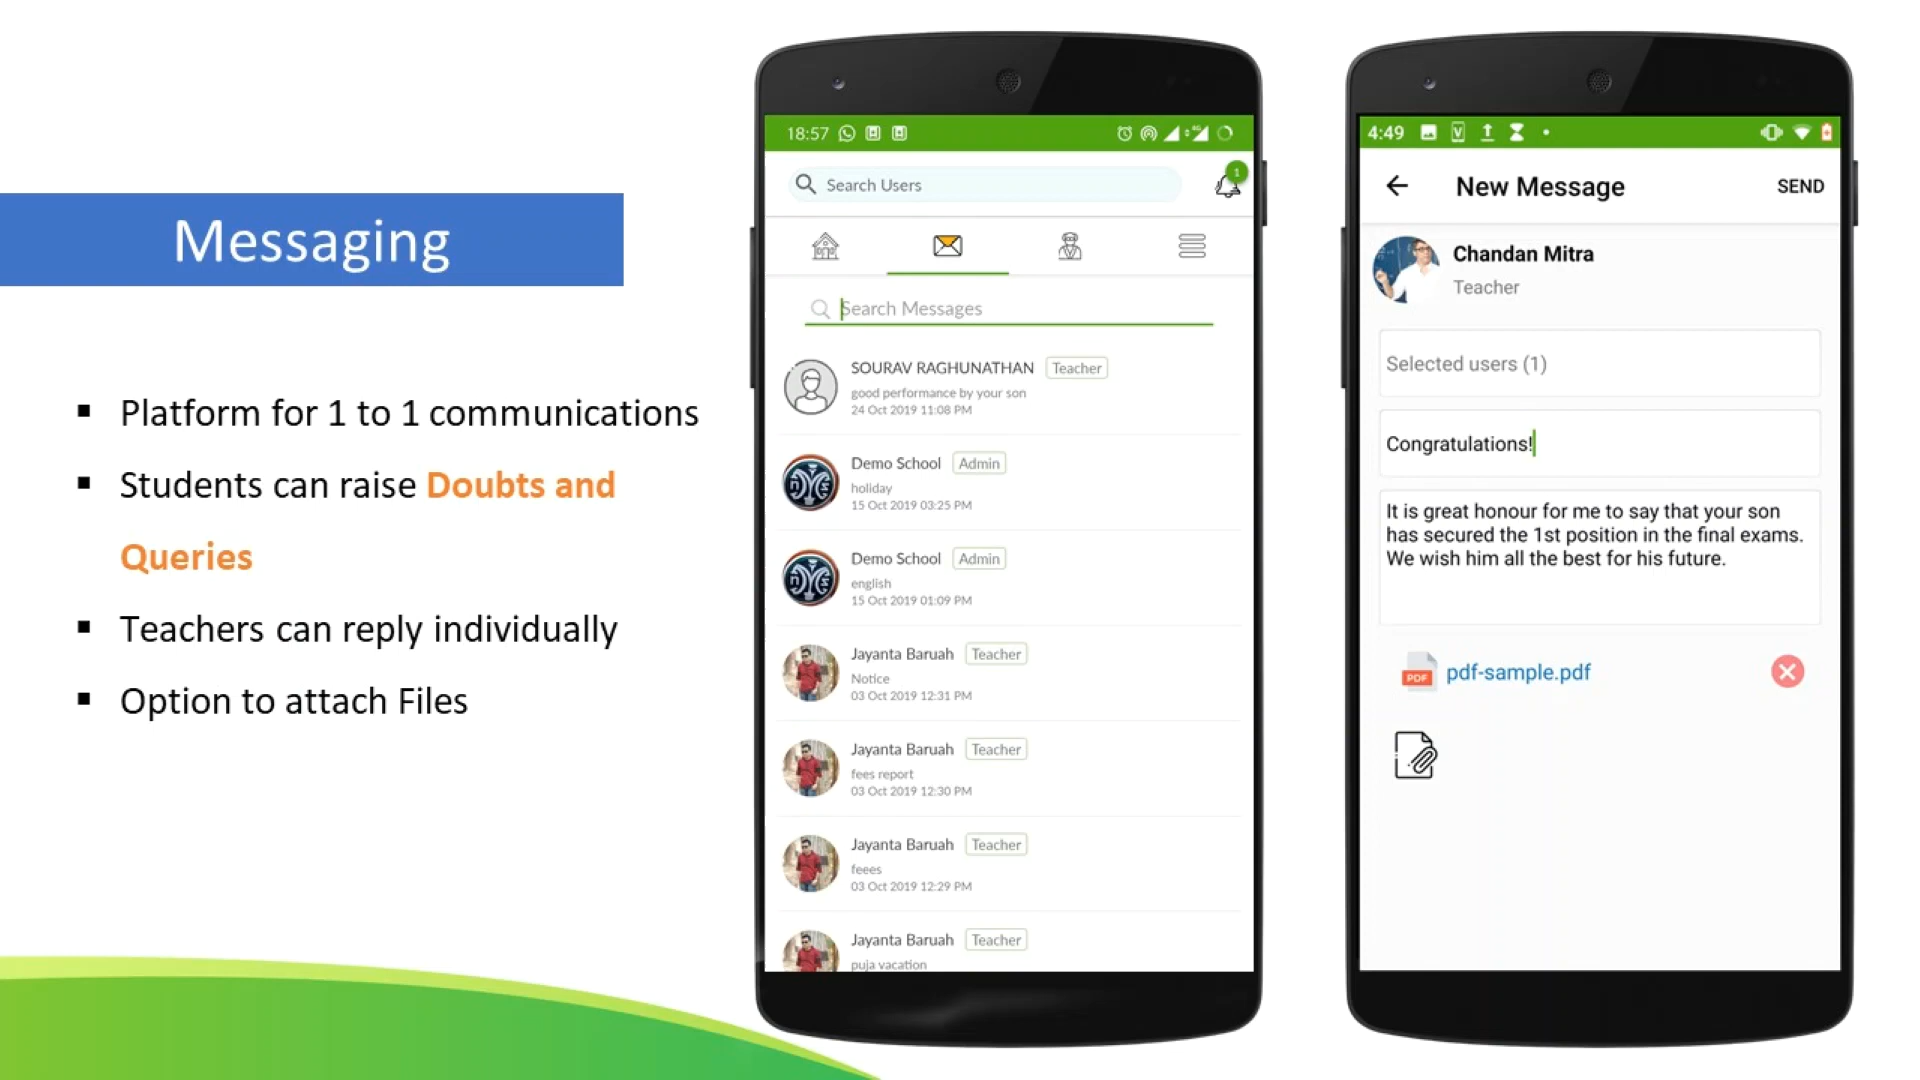 Messaging
▪ Platform for 1 to 1 communications
▪ Students can raise Doubts and
Queries
▪ Teachers can reply individually
▪ Option to attach Files
18:57
4G
Search Users
1
Search Messages
SOURAV RAGHUNATHAN Teacher
good performance by your son
24 Oct 2019 11:08 PM
Demo School Admin
holiday
15 Oct 2019 03:25 PM
Demo School Admin
english
15 Oct 2019 01:09 PM
Jayanta Baruah Teacher
Notice
03 Oct 2019 12:31 PM
Jayanta Baruah Teacher
fees report
03 Oct 2019 12:30 PM
Jayanta Baruah Teacher
feees
03 Oct 2019 12:29 PM
Jayanta Baruah Teacher
puja vacation
4:49
V
New Message SEND
Chandan Mitra
Teacher
Selected users (1)
Congratulations!
It is great honour for me to say that your son
has secured the 1st position in the final exams.
We wish him all the best for his future.
PDF pdf-sample.pdf